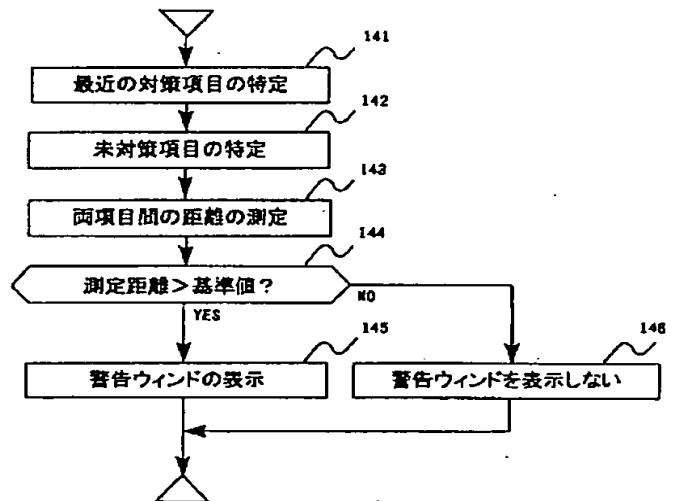 141
最近の対策項目の特定
142
未対策項目の特定
143
両項目間の距離の測定
144
測定距離>基準値?
NO
YES
145
警告ウィンドの表示
146
警告ウィンドを表示しない